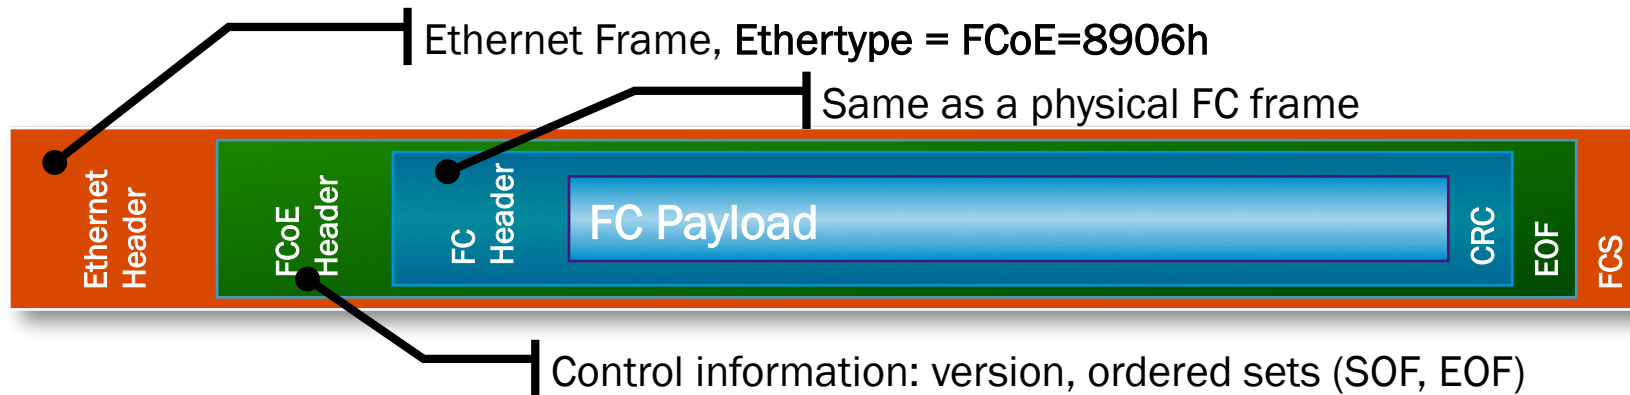 Ethernet Frame, Ethertype = FCoE=8906h
Same as a physical FC frame
Ethernet
Header
FCoE
Header
FC
Header
FC Payload
CRC
EOF
FCS
Control information: version, ordered sets (SOF, EOF)